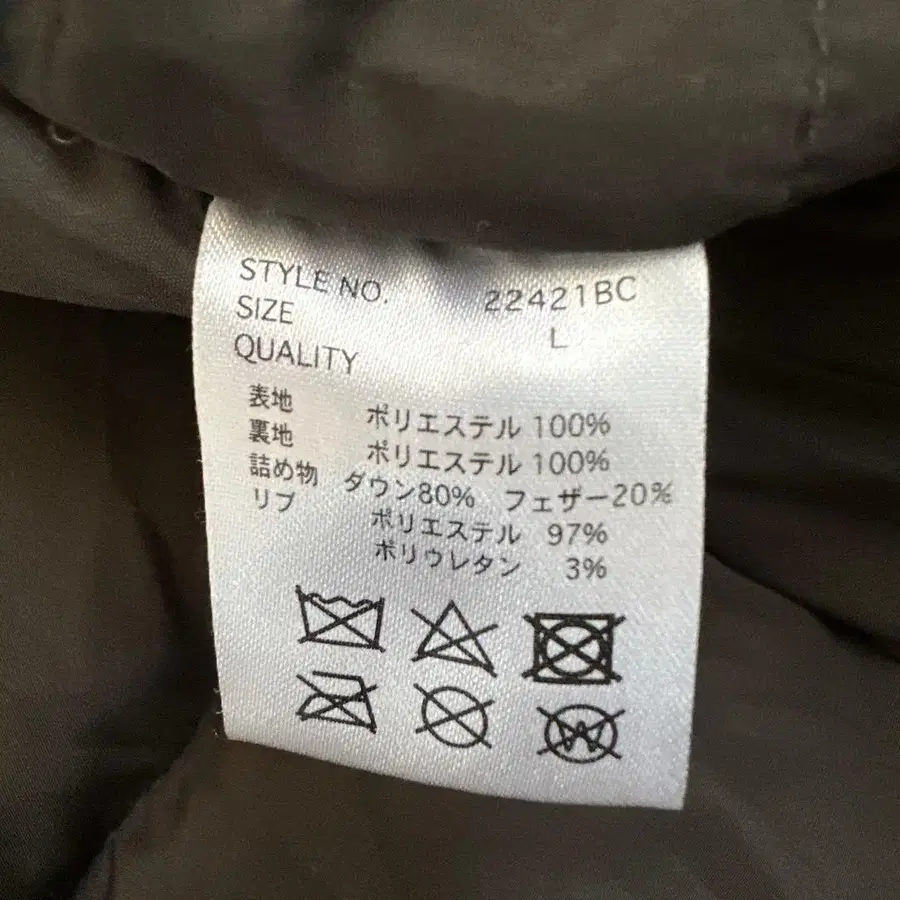 STYLE NO. 22421BC
SIZE L
QUALITY
表地 ポリエステル 100%
裏地 ポリエステル 100%
詰め物 ダウン80% フェザー20%
リブ ポリエステル 97%
ポリウレタン 3%
W